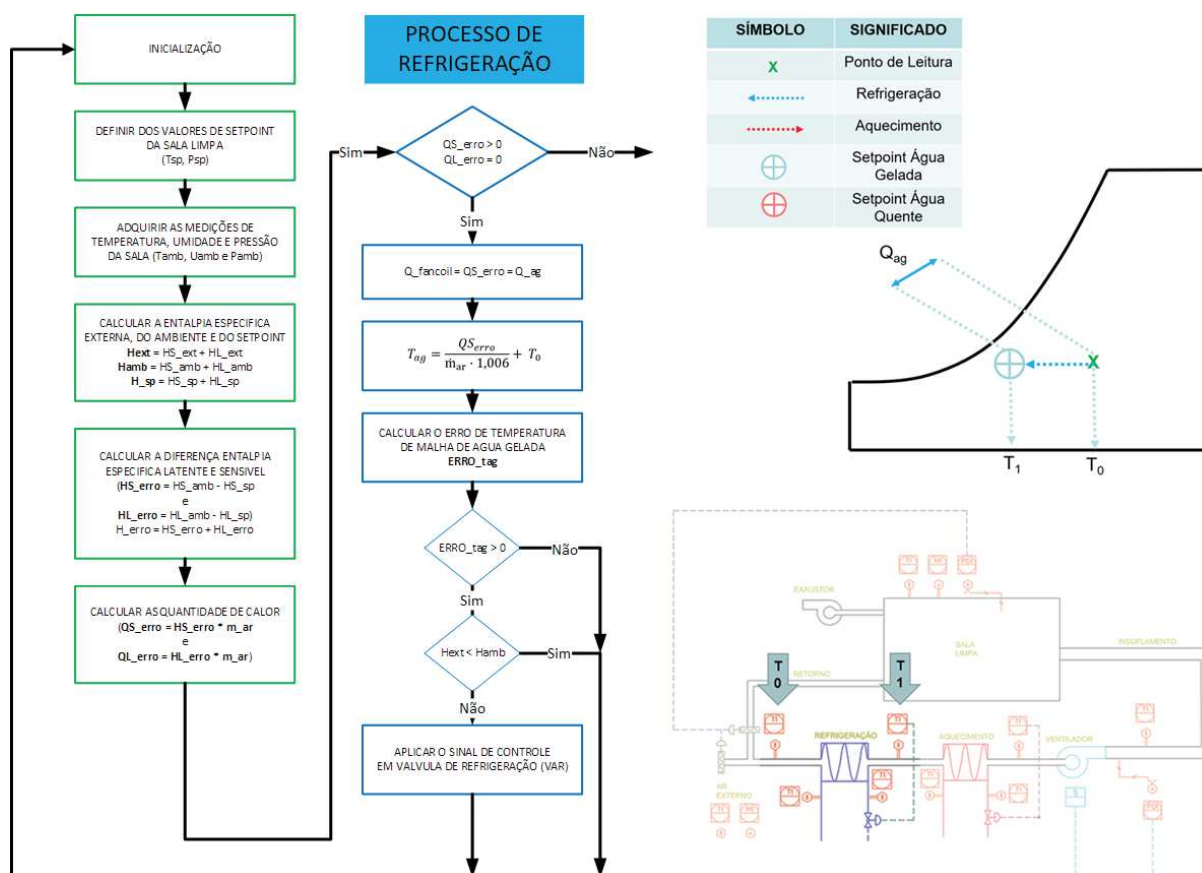 INICIALIZAÇÃO
DEFINIR DOS VALORES DE SETPOINT
DA SALA LIMPA
(Tsp, Psp)
ADQUIRIR AS MEDIÇÕES DE
TEMPERATURA, UMIDADE E PRESSÃO
DA SALA (Tamb, Uamb e Pamb)
CALCULAR A ENTALPIA ESPECIFICA
EXTERNA, DO AMBIENTE E DO SETPOINT
Hext = HS_ext + HL_ext
Hamb = HS_amb + HL_amb
H_sp = HS_sp + HL_sp
CALCULAR A DIFERENÇA ENTALPIA
ESPECIFICA LATENTE E SENSIVEL
(HS_erro = HS_amb - HS_sp
e
HL_erro = HL_amb - HL_sp)
H_erro = HS_erro + HL_erro
CALCULAR AS QUANTIDADE DE CALOR
(QS_erro = HS_erro * m_ar
e
QL_erro = HL_erro * m_ar)
PROCESSO DE
REFRIGERAÇÃO
Sim
QS_erro > 0
QL_erro = 0
Não
Sim
Q_fancoil = QS_erro = Q_ag
T_ag = QS_erro / (ṁ_ar · 1,006) + T_0
CALCULAR O ERRO DE TEMPERATURA
DE MALHA DE AGUA GELADA
ERRO_tag
ERRO_tag > 0
Não
Sim
Hext < Hamb
Sim
Não
APLICAR O SINAL DE CONTROLE
EM VALVULA DE REFRIGERAÇÃO (VAR)
SÍMBOLO SIGNIFICADO
X Ponto de Leitura
Refrigeração
Aquecimento
Setpoint Água
Gelada
Setpoint Água
Quente
Q_ag
X
T_1 T_0
EXAUSTOR
SALA
LIMPA
INSUFLAMENTO
T
0
T
1
RETORNO
REFRIGERAÇÃO
AQUECIMENTO
VENTILADOR
AR
EXTERNO